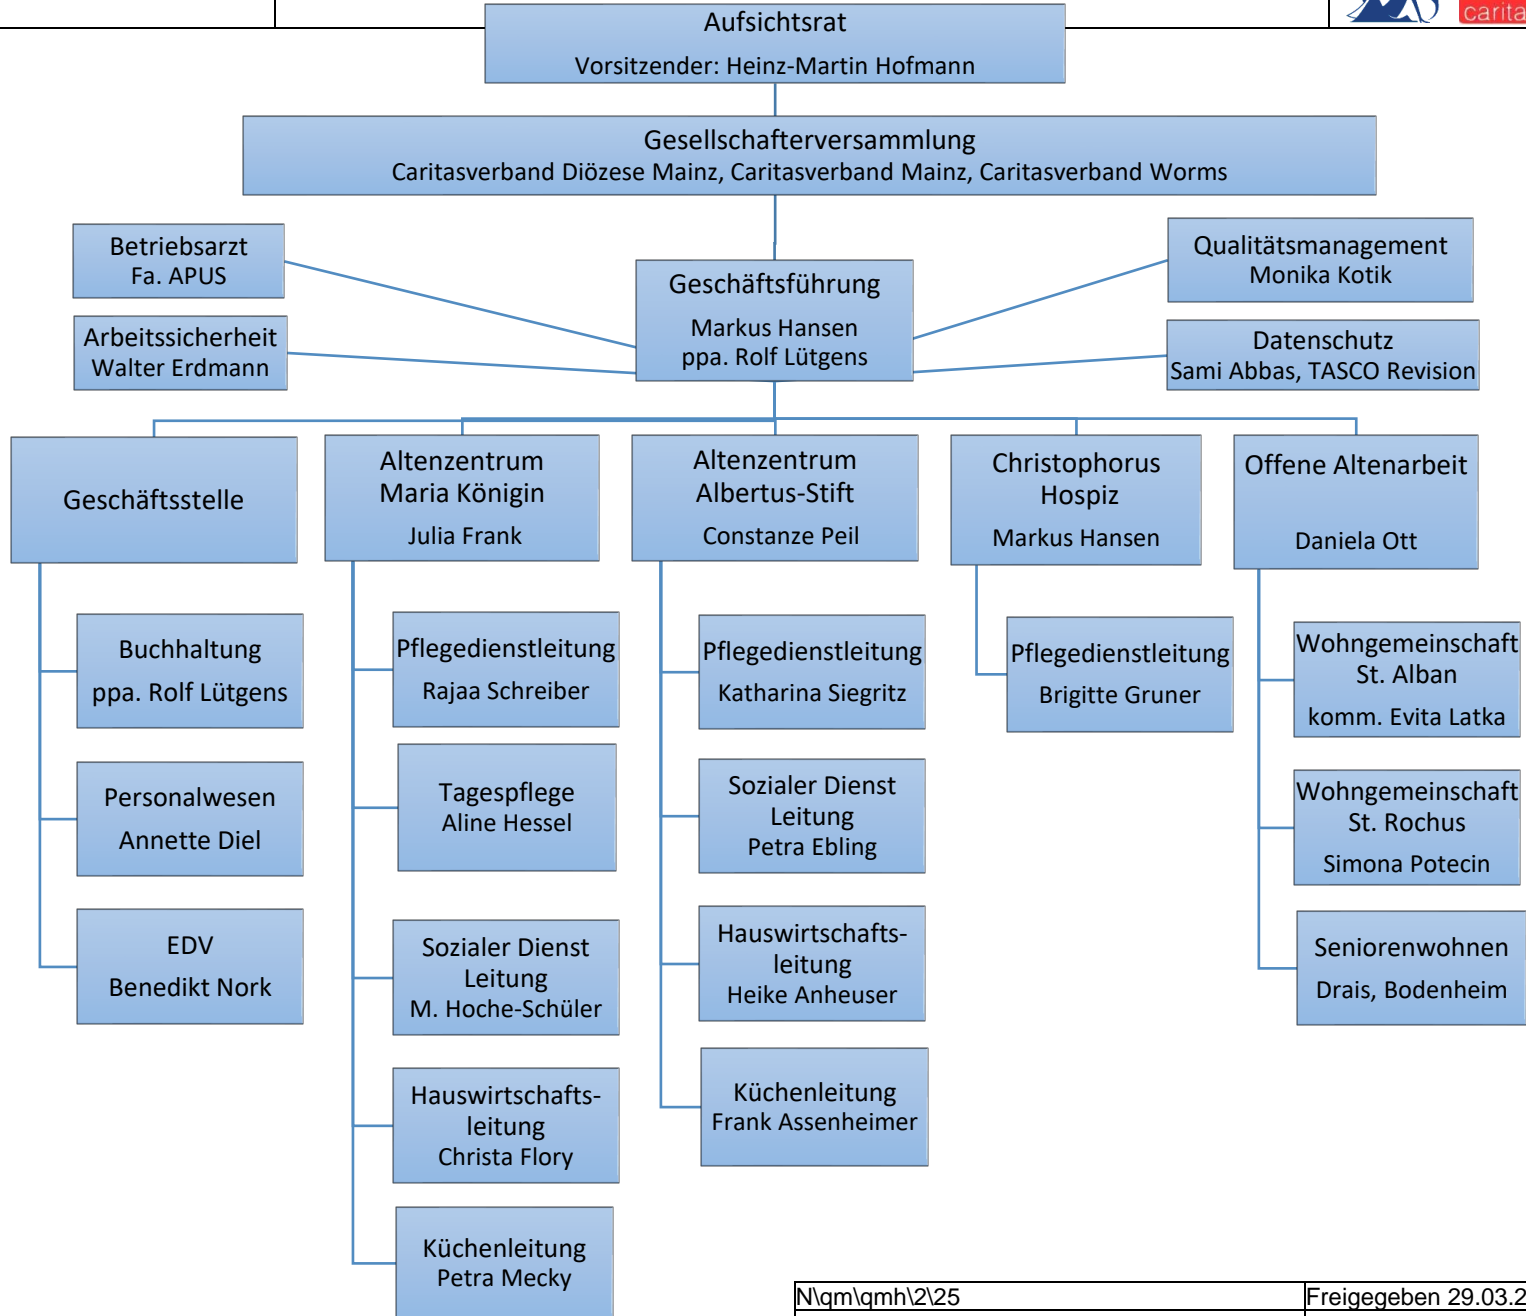 carita
Aufsichtsrat
Vorsitzender: Heinz-Martin Hofmann
Gesellschafterversammlung
Caritasverband Diözese Mainz, Caritasverband Mainz, Caritasverband Worms
Betriebsarzt
Fa. APUS
Arbeitssicherheit
Walter Erdmann
Geschäftsführung
Markus Hansen
ppa. Rolf Lütgens
Qualitätsmanagement
Monika Kotik
Datenschutz
Sami Abbas, TASCO Revision
Geschäftsstelle
Buchhaltung
ppa. Rolf Lütgens
Personalwesen
Annette Diel
EDV
Benedikt Nork
Altenzentrum
Maria Königin
Julia Frank
Pflegedienstleitung
Rajaa Schreiber
Tagespflege
Aline Hessel
Sozialer Dienst
Leitung
M. Hoche-Schüler
Hauswirtschafts-
leitung
Christa Flory
Küchenleitung
Petra Mecky
Altenzentrum
Albertus-Stift
Constanze Peil
Pflegedienstleitung
Katharina Siegritz
Sozialer Dienst
Leitung
Petra Ebling
Hauswirtschafts-
leitung
Heike Anheuser
Küchenleitung
Frank Assenheimer
Christophorus
Hospiz
Markus Hansen
Pflegedienstleitung
Brigitte Gruner
Offene Altenarbeit
Daniela Ott
Wohngemeinschaft
St. Alban
komm. Evita Latka
Wohngemeinschaft
St. Rochus
Simona Potecin
Seniorenwohnen
Drais, Bodenheim
N\qm\qmh\2\25
Freigegeben 29.03.2